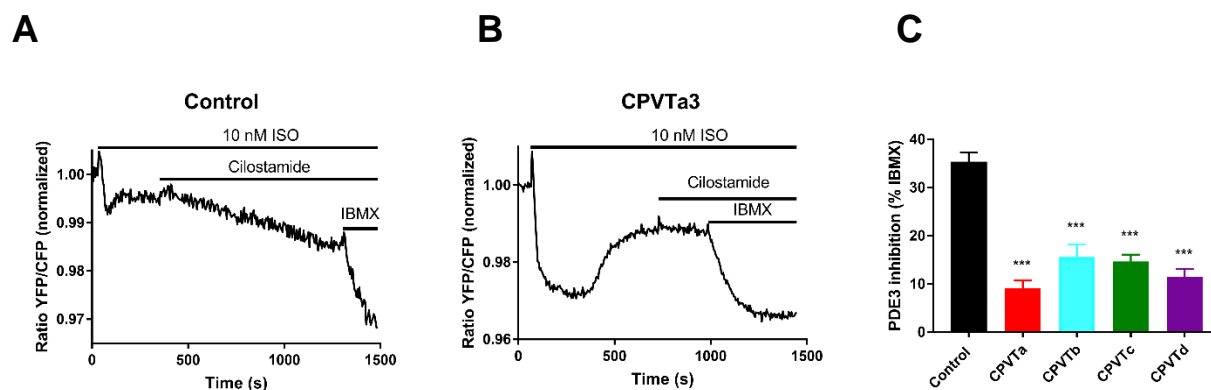 A
B
C
Control
10 nM ISO
Cilostamide
IBMX
Ratio YFP/CFP (normalized)
1.00
0.99
0.98
0.97
0
500
1000
1500
Time (s)
CPVTa3
10 nM ISO
Cilostamide
IBMX
Ratio YFP/CFP (normalized)
1.00
0.98
0.96
0
500
1000
1500
Time (s)
PDE3 inhibition (% IBMX)
40
30
20
10
0
***
***
***
***
Control
CPVTa
CPVTb
CPVTc
CPVTd